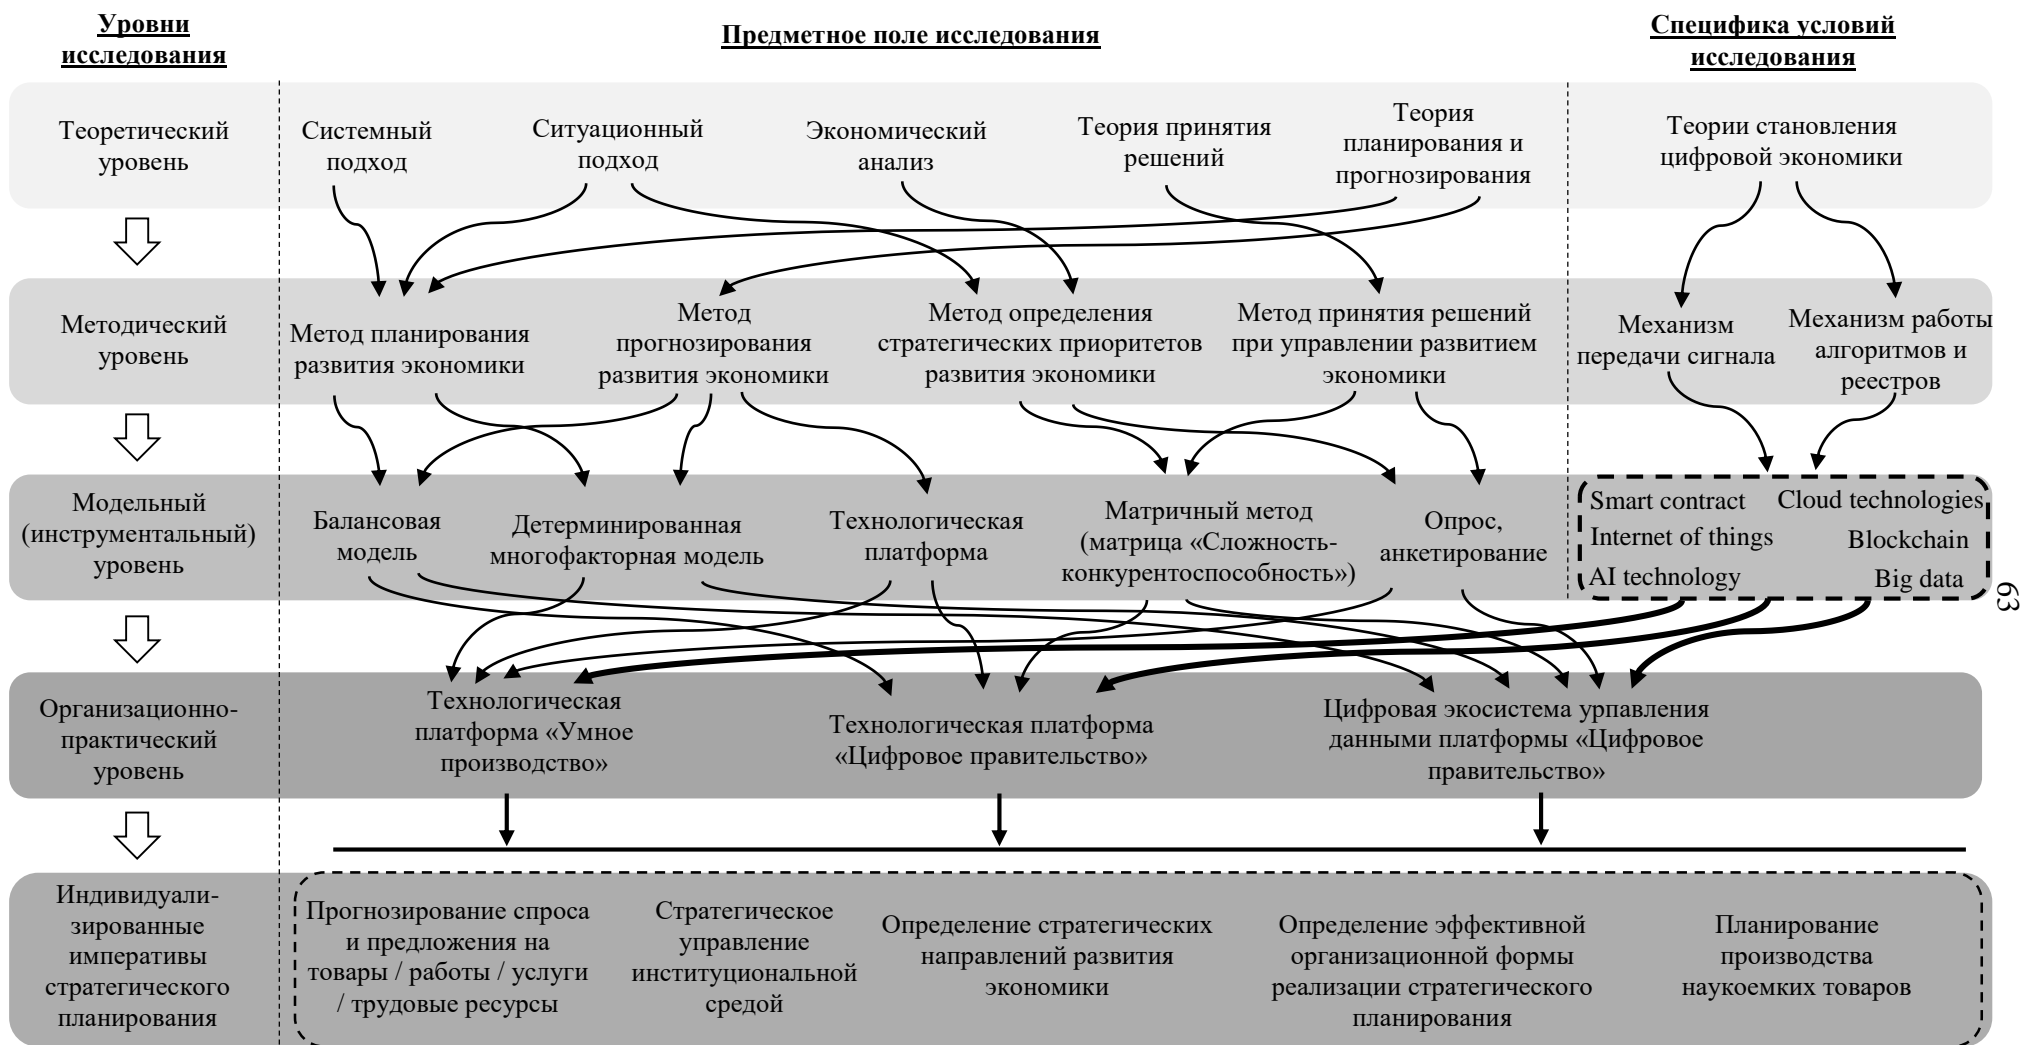 Уровни
исследования
Предметное поле исследования
Специфика условий
исследования
Теоретический
уровень
Системный
подход
Ситуационный
подход
Экономический
анализ
Теория принятия
решений
Теория
планирования и
прогнозирования
Теории становления
цифровой экономики
Методический
уровень
Метод планирования
развития экономики
Метод
прогнозирования
развития экономики
Метод определения
стратегических приоритетов
развития экономики
Метод принятия решений
при управлении развитием
экономики
Механизм
передачи сигнала
Механизм работы
алгоритмов и
реестров
Модельный
(инструментальный)
уровень
Балансовая
модель
Детерминированная
многофакторная модель
Технологическая
платформа
Матричный метод
(матрица «Сложность-
конкурентоспособность»)
Опрос,
анкетирование
Smart contract
Cloud technologies
Internet of things
Blockchain
AI technology
Big data
63
Организационно-
практический
уровень
Технологическая
платформа «Умное
производство»
Технологическая платформа
«Цифровое правительство»
Цифровая экосистема урпавления
данными платформы «Цифровое
правительство»
Индивидуали-
зированные
императивы
стратегического
планирования
Прогнозирование спроса
и предложения на
товары / работы / услуги
/ трудовые ресурсы
Стратегическое
управление
институциональной
средой
Определение стратегических
направлений развития
экономики
Определение эффективной
организационной формы
реализации стратегического
планирования
Планирование
производства
наукоемких товаров